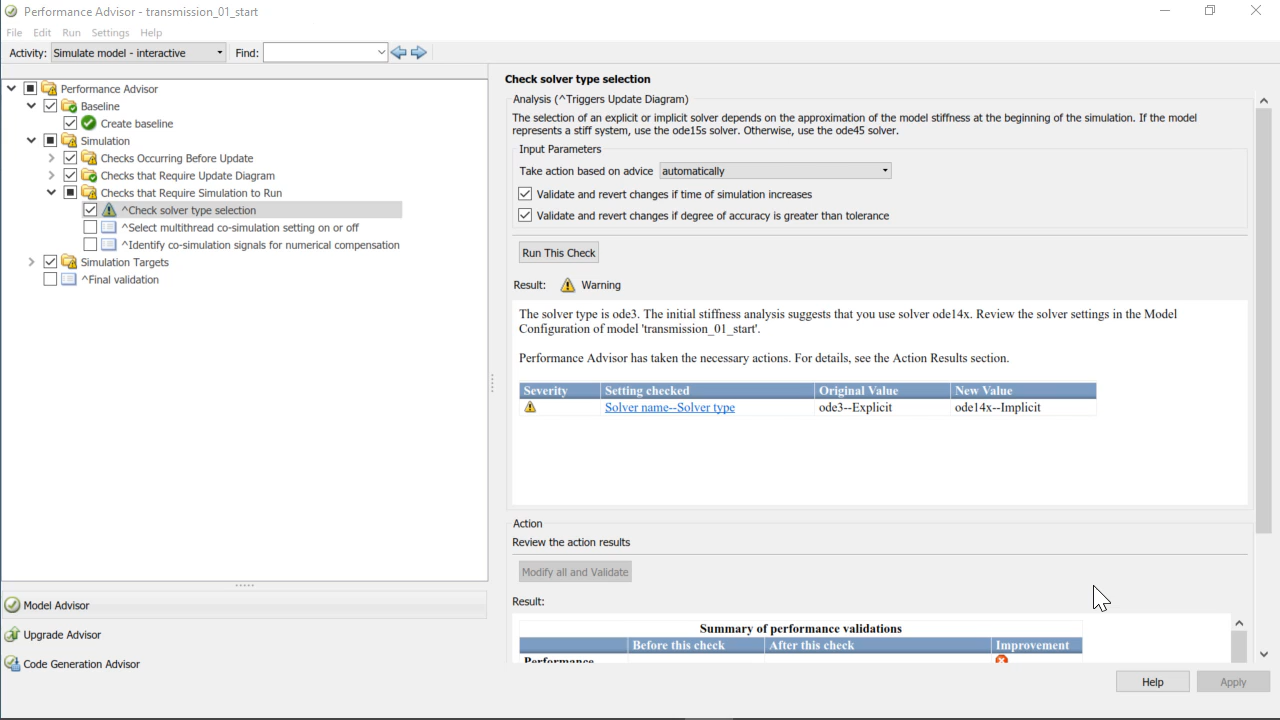 Performance Advisor - transmission_01_start
File Edit Run Settings Help
Activity: Simulate model - interactive Find:
Performance Advisor
Baseline
Create baseline
Simulation
Checks Occurring Before Update
Checks that Require Update Diagram
Checks that Require Simulation to Run
^Check solver type selection
^Select multithread co-simulation setting on or off
^Identify co-simulation signals for numerical compensation
Simulation Targets
^Final validation
Model Advisor
Upgrade Advisor
Code Generation Advisor
Check solver type selection
Analysis (^Triggers Update Diagram)
The selection of an explicit or implicit solver depends on the approximation of the model stiffness at the beginning of the simulation. If the model
represents a stiff system, use the ode15s solver. Otherwise, use the ode45 solver.
Input Parameters
Take action based on advice automatically
Validate and revert changes if time of simulation increases
Validate and revert changes if degree of accuracy is greater than tolerance
Run This Check
Result: Warning
The solver type is ode3. The initial stiffness analysis suggests that you use solver ode14x. Review the solver settings in the Model
Configuration of model 'transmission_01_start'.
Performance Advisor has taken the necessary actions. For details, see the Action Results section.
Severity Setting checked Original Value New Value
Solver name--Solver type ode3--Explicit ode14x--Implicit
Action
Review the action results
Modify all and Validate
Result:
Summary of performance validations
Before this check After this check Improvement
Performance
Help Apply